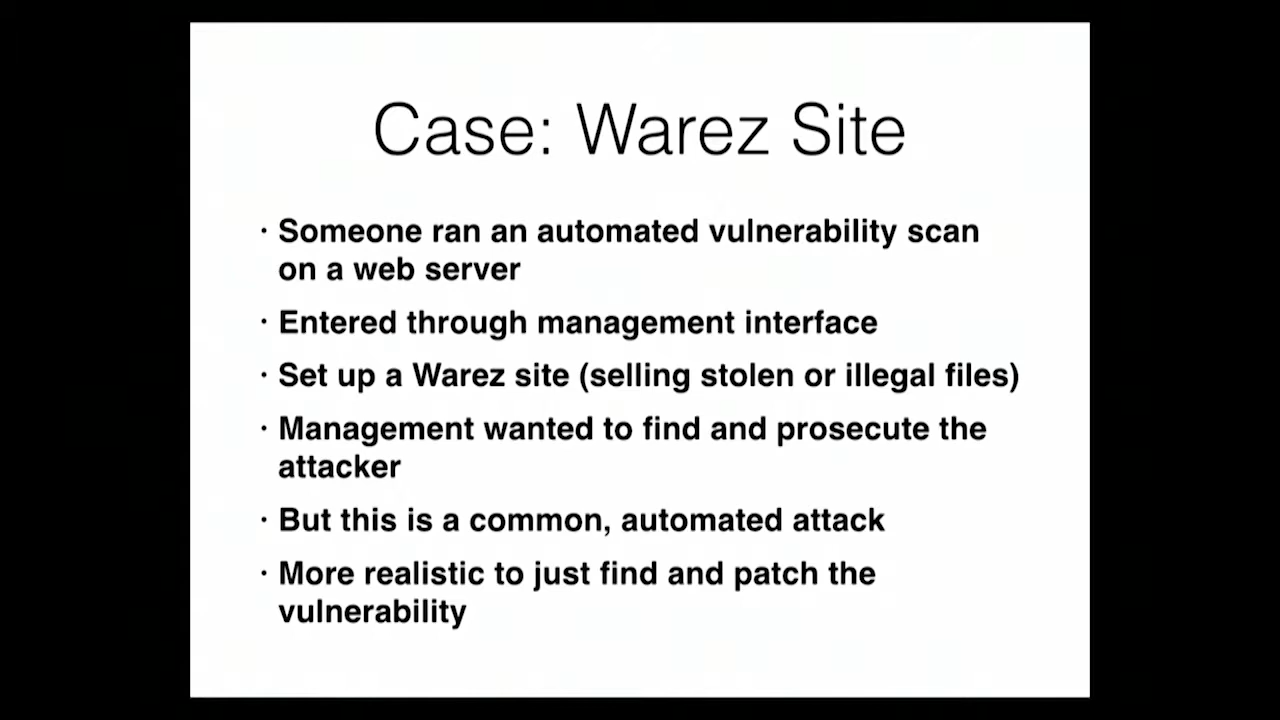 Case: Warez Site
· Someone ran an automated vulnerability scan
on a web server
· Entered through management interface
· Set up a Warez site (selling stolen or illegal files)
· Management wanted to find and prosecute the
attacker
· But this is a common, automated attack
· More realistic to just find and patch the
vulnerability